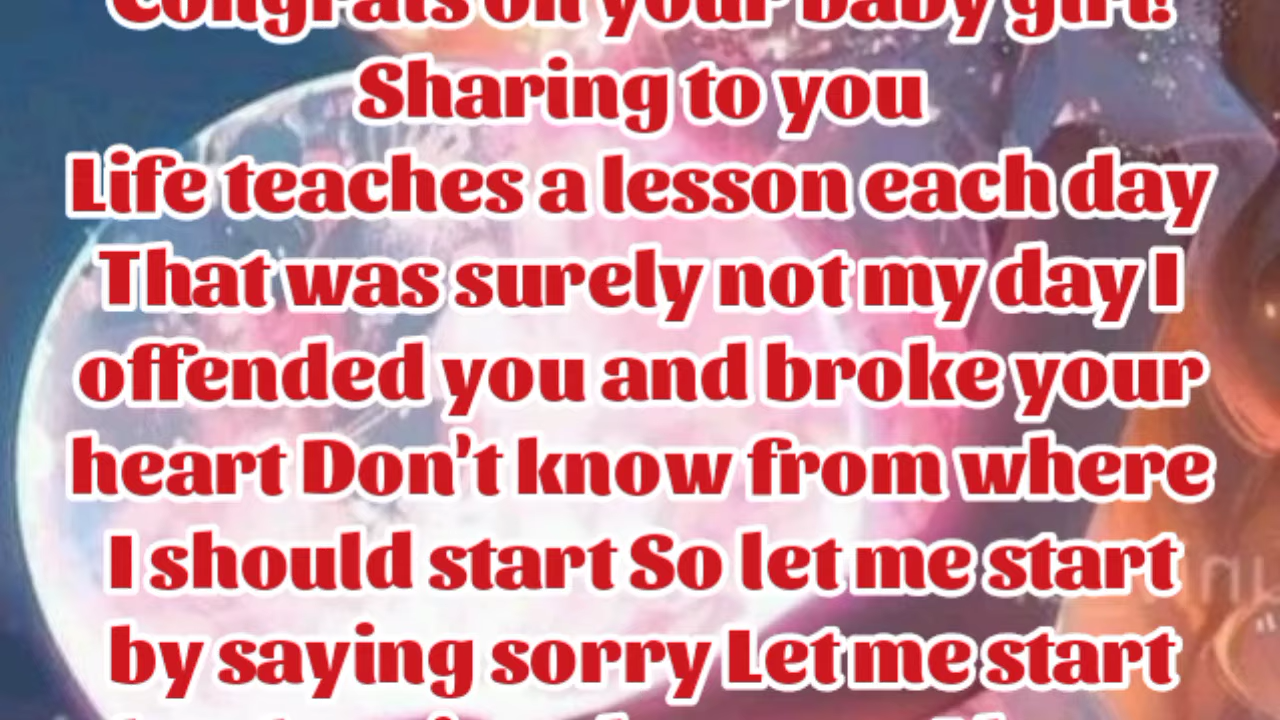 Congrats on your baby girl!
Sharing to you
Life teaches a lesson each day
That was surely not my day I
offended you and broke your
heart Don't know from where
I should start So let me start
by saying sorry Let me start